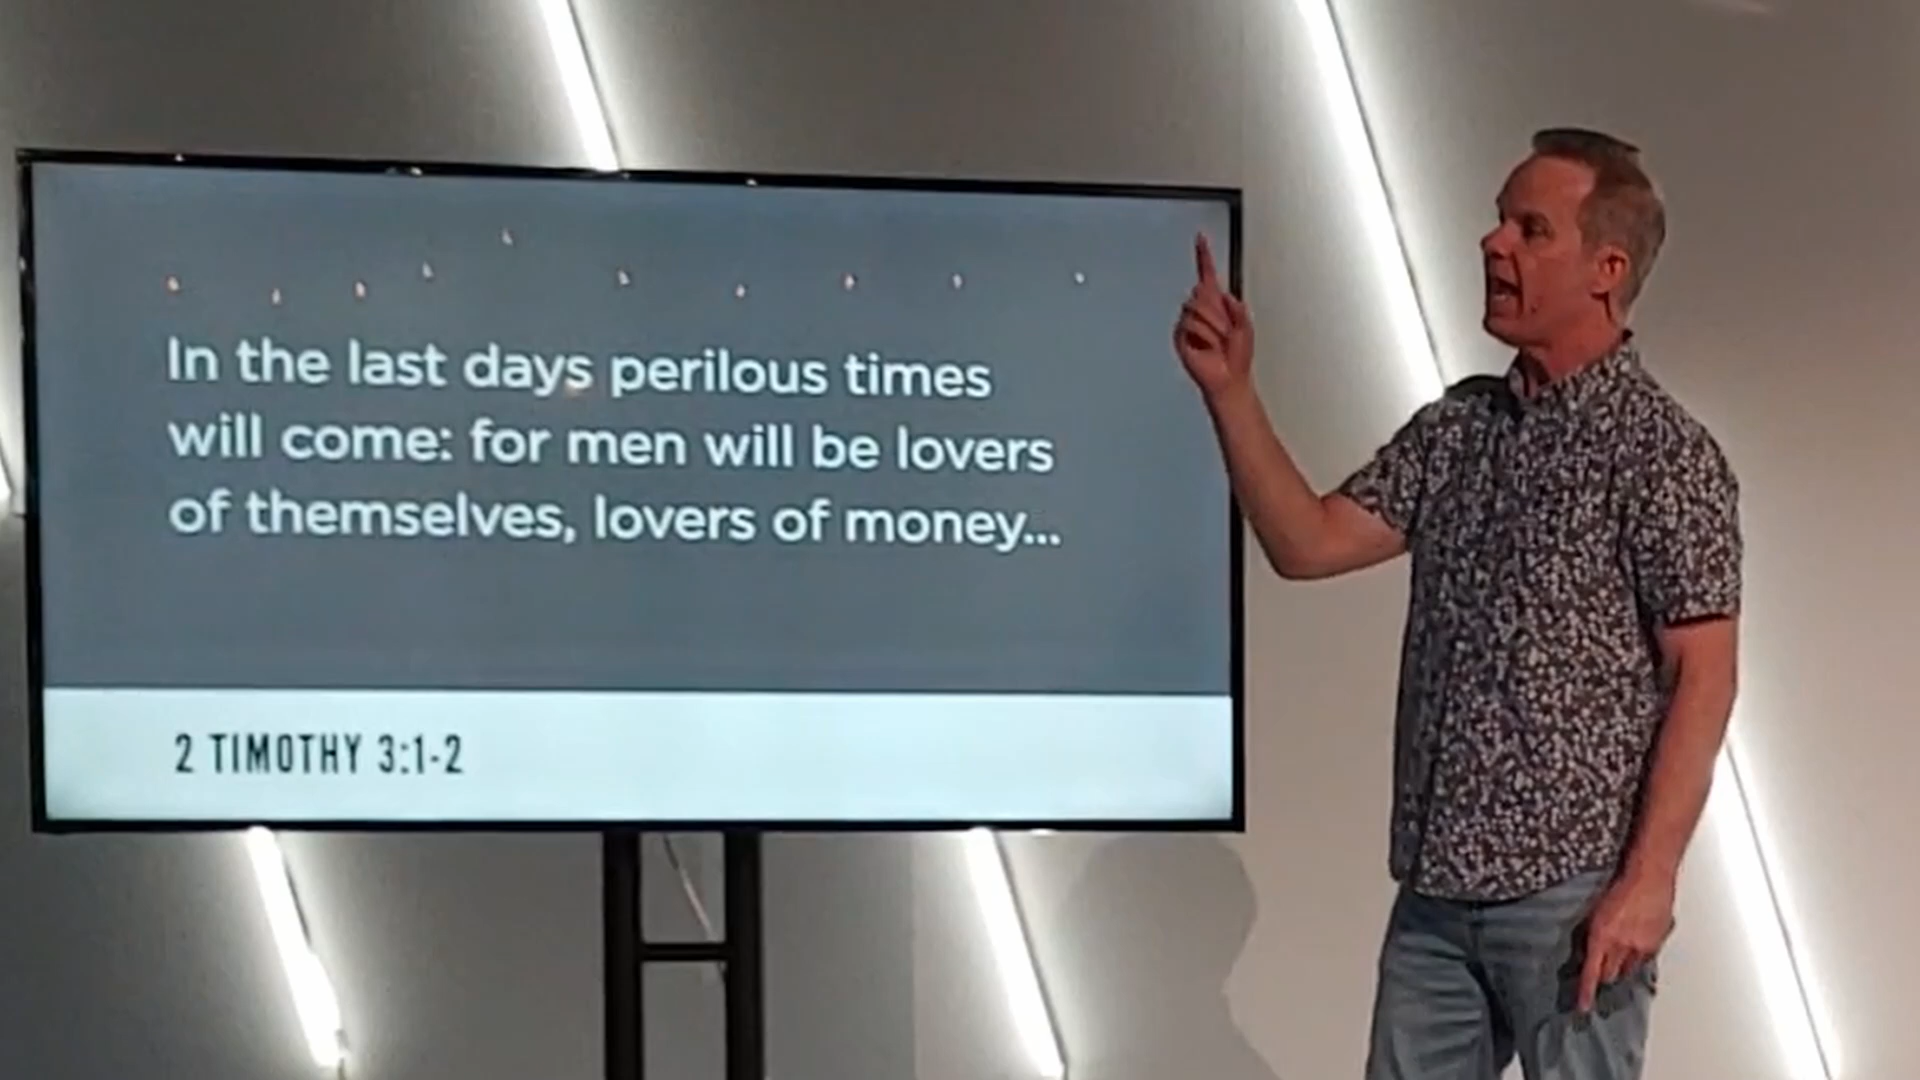 In the last days perilous times
will come: for men will be lovers
of themselves, lovers of money...
2 TIMOTHY 3:1-2